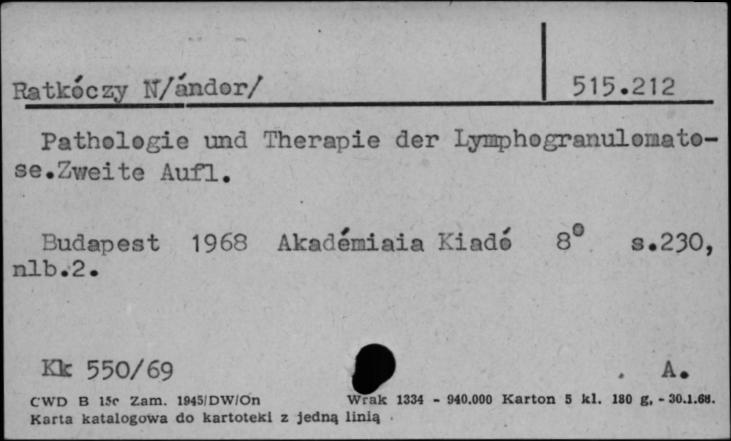 Ratkóczy N/ándor/ 515.212
Pathologie und Therapie der Lymphogranulomato-
se.Zweite Aufl.
Budapest 1968 Akadémiaia Kiadó 8° s.230,
nlb.2.
Kk 550/69 A.
CWD B 15c Zam. 1945/DW/On Wrak 1334 - 940.000 Karton 5 kl. 180 g. - 30.1.68.
Karta katalogowa do kartoteki z jedną linią